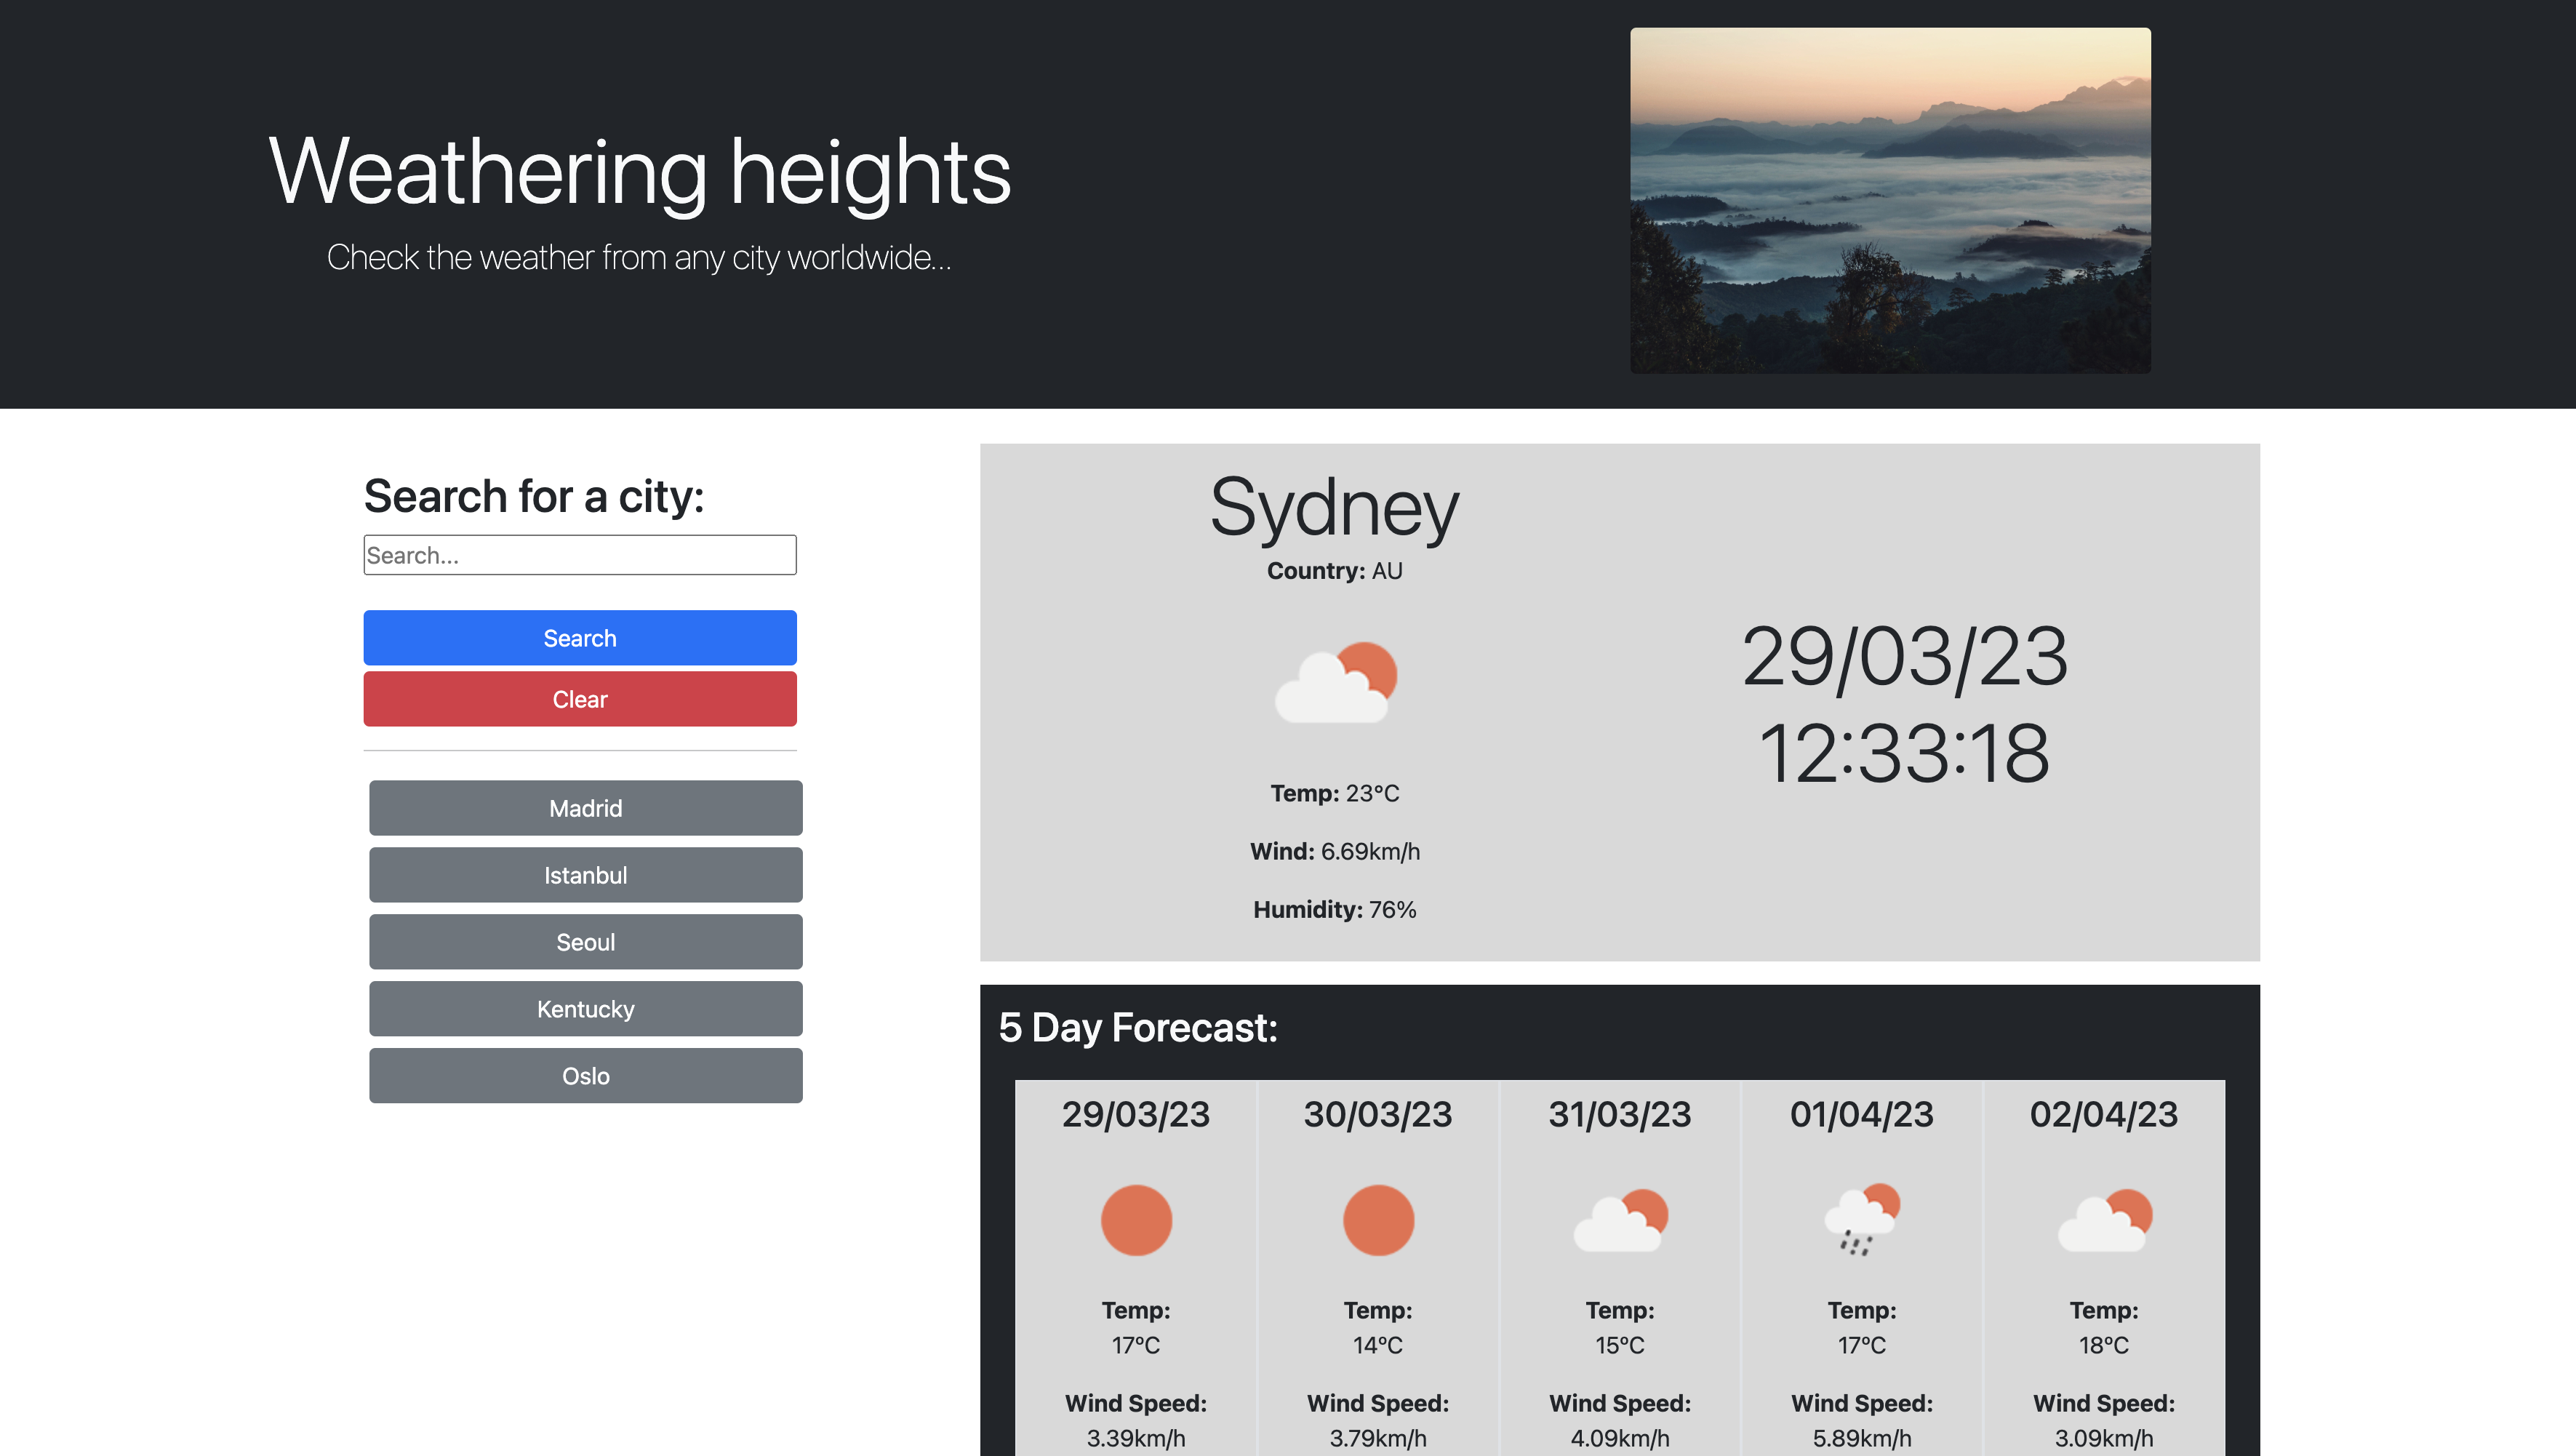 Weathering heights
Check the weather from any city worldwide...
Search for a city:
Search...
Search
Clear
Madrid
Istanbul
Seoul
Kentucky
Oslo
Sydney
Country: AU
Temp: 23°C
Wind: 6.69km/h
Humidity: 76%
29/03/23
12:33:18
5 Day Forecast:
29/03/23 30/03/23 31/03/23 01/04/23 02/04/23
Temp: Temp: Temp: Temp: Temp:
17°C 14°C 15°C 17°C 18°C
Wind Speed: Wind Speed: Wind Speed: Wind Speed: Wind Speed:
3.39km/h 3.79km/h 4.09km/h 5.89km/h 3.09km/h